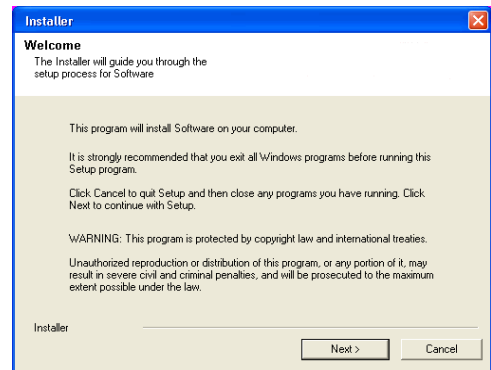 Installer
Welcome
The Installer will guide you through the
setup process for Software
This program will install Software on your computer.
It is strongly recommended that you exit all Windows programs before running this
Setup program.
Click Cancel to quit Setup and then close any programs you have running. Click
Next to continue with Setup.
WARNING: This program is protected by copyright law and international treaties.
Unauthorized reproduction or distribution of this program, or any portion of it, may
result in severe civil and criminal penalties, and will be prosecuted to the maximum
extent possible under the law.
Installer
Next >
Cancel